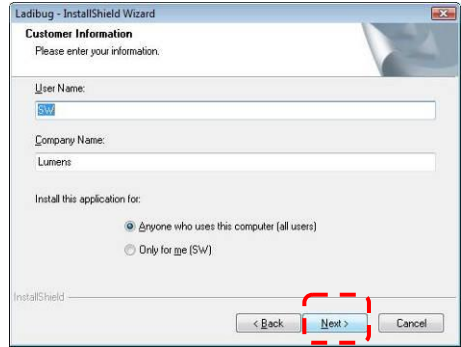 Ladibug - InstallShield Wizard
Customer Information
Please enter your information.
User Name:
SW
Company Name:
Lumens
Install this application for:
Anyone who uses this computer (all users)
Only for me (SW)
InstallShield
< Back Next > Cancel